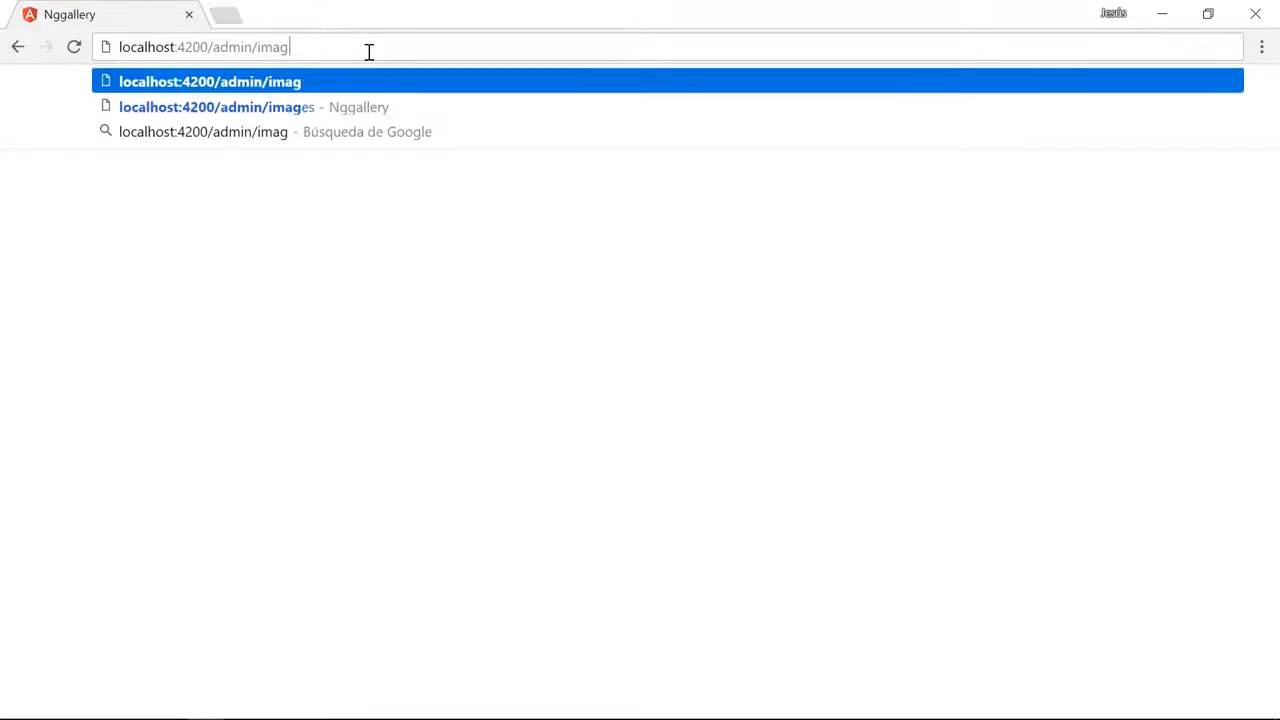 Nggallery
Jesús
localhost:4200/admin/imag
localhost:4200/admin/imag
localhost:4200/admin/images - Nggallery
localhost:4200/admin/imag - Búsqueda de Google